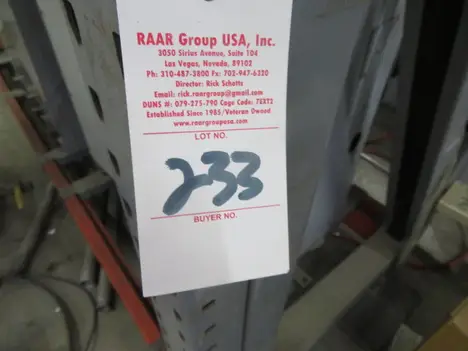 RAAR Group USA, Inc.
3050 Sirius Avenue, Suite 104
Las Vegas, Nevada, 89102
Ph: 310-487-3800 Fx: 702-947-6320
Director: Rick Schutts
Email: rick.raargroup@gmail.com
DUNS #: 079-275-790 Cage Code: 7EXT2
Established Since 1985/Veteran Owned
www.raargroupusa.com
LOT NO.
233
BUYER NO.